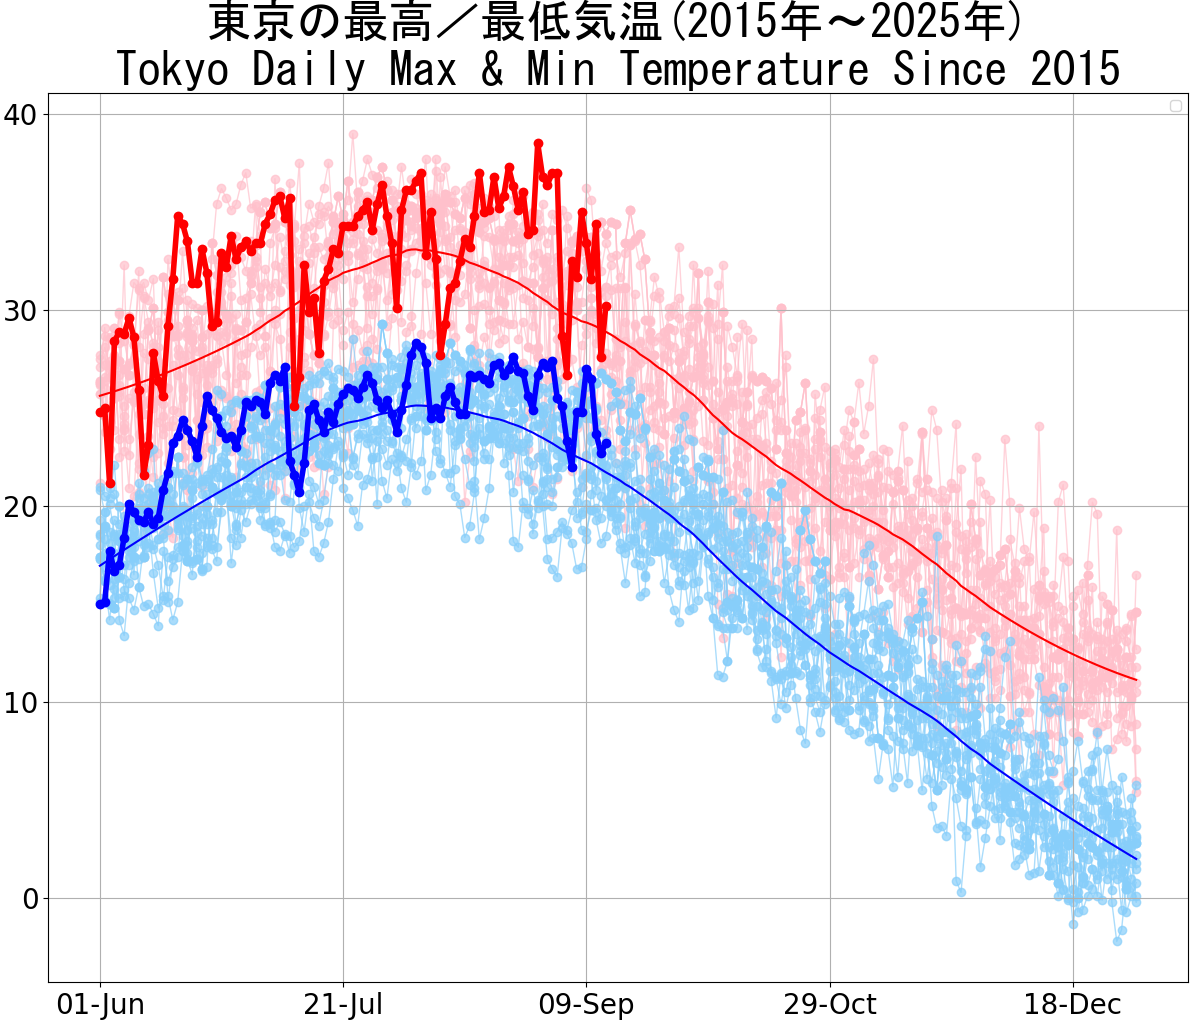 東京の最高／最低気温(2015年～2025年)
Tokyo Daily Max & Min Temperature Since 2015
40
30
20
10
0
01-Jun 21-Jul 09-Sep 29-Oct 18-Dec